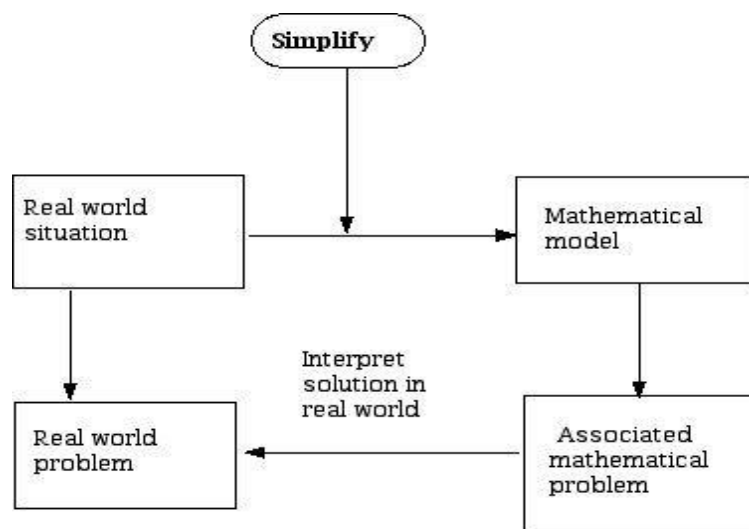 Simplify
Real world
situation
Mathematical
model
Interpret
solution in
real world
Real world
problem
Associated
mathematical
problem